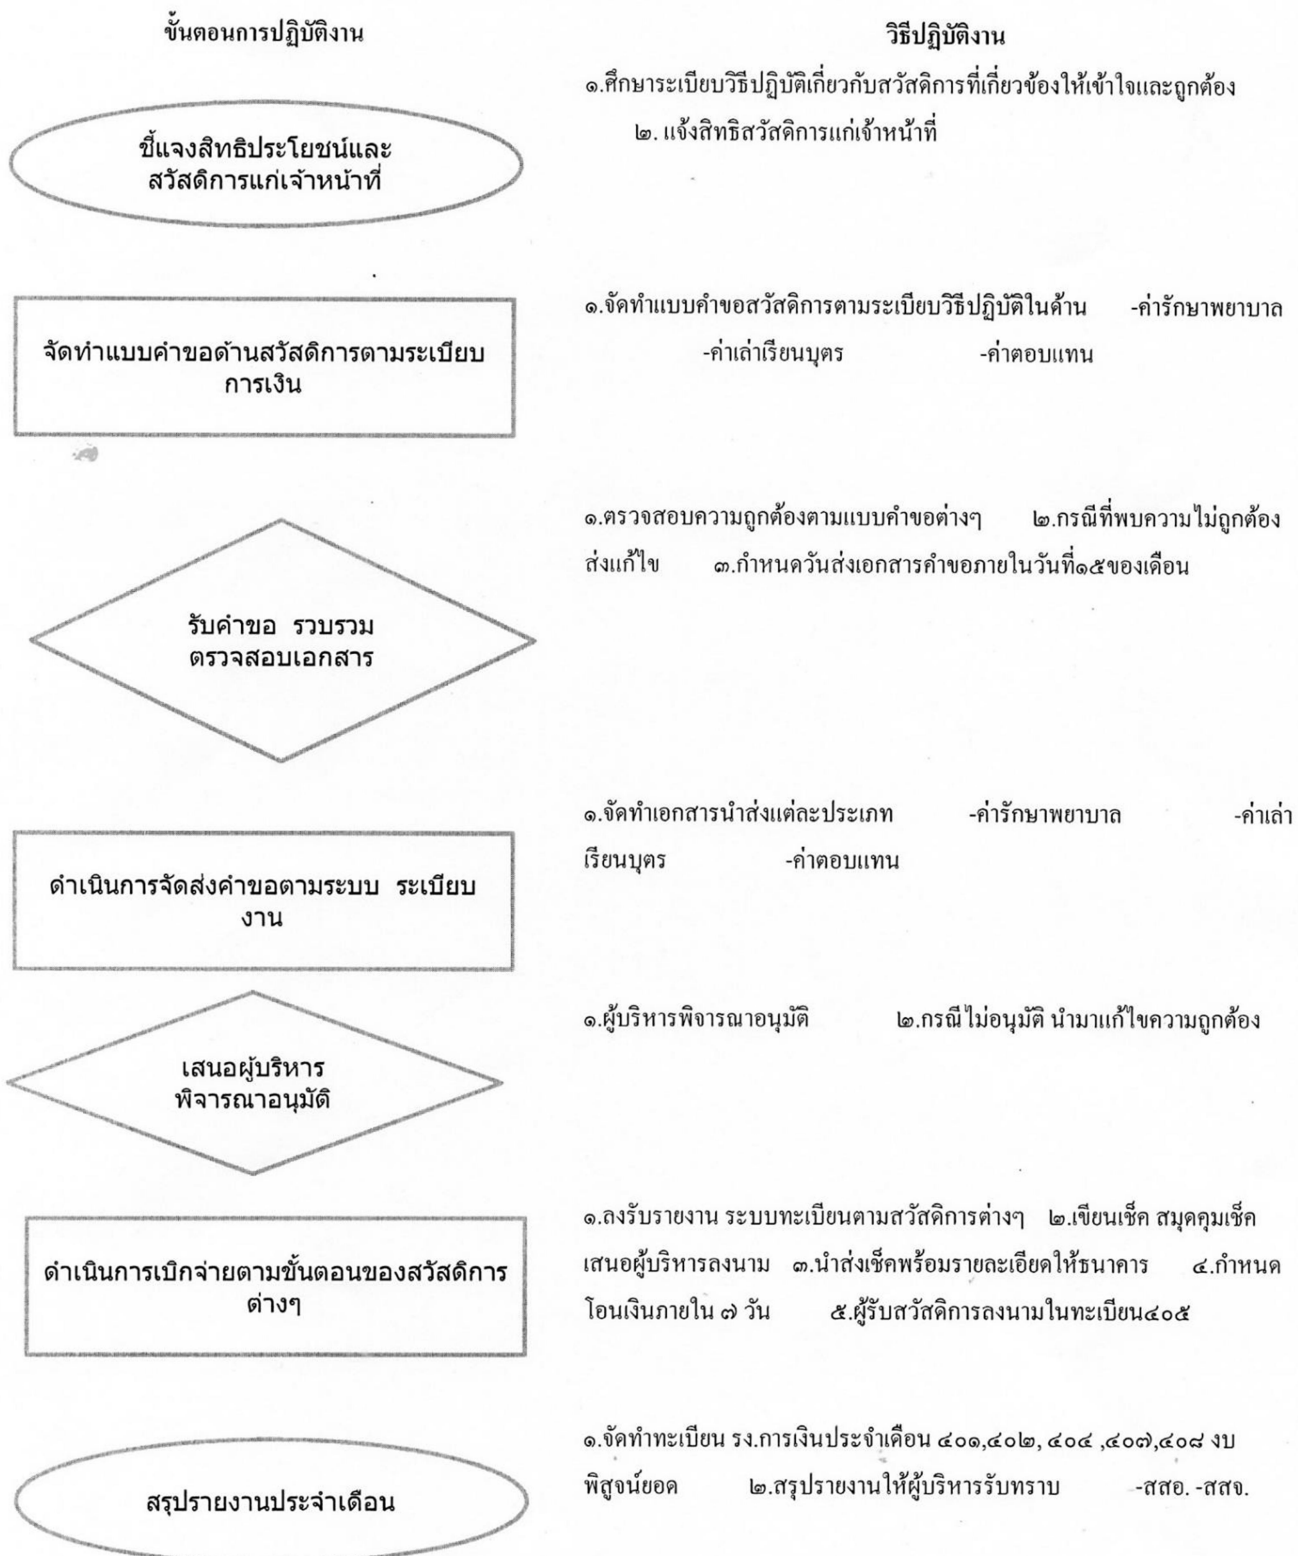 ขั้นตอนการปฏิบัติงาน
วิธีปฏิบัติงาน
ชี้แจงสิทธิประโยชน์และ
สวัสดิการแก่เจ้าหน้าที่
๑.ศึกษาระเบียบวิธีปฏิบัติเกี่ยวกับสวัสดิการที่เกี่ยวข้องให้เข้าใจและถูกต้อง
๒. แจ้งสิทธิสวัสดิการแก่เจ้าหน้าที่
จัดทำแบบคำขอด้านสวัสดิการตามระเบียบ
การเงิน
๑.จัดทำแบบคำขอสวัสดิการตามระเบียบวิธีปฏิบัติในด้าน -ค่ารักษาพยาบาล
-ค่าเล่าเรียนบุตร -ค่าตอบแทน
รับคำขอ รวบรวม
ตรวจสอบเอกสาร
๑.ตรวจสอบความถูกต้องตามแบบคำขอต่างๆ ๒.กรณีที่พบความไม่ถูกต้อง
ส่งแก้ไข ๓.กำหนดวันส่งเอกสารคำขอภายในวันที่๑๕ของเดือน
ดำเนินการจัดส่งคำขอตามระบบ ระเบียบ
งาน
๑.จัดทำเอกสารนำส่งแต่ละประเภท -ค่ารักษาพยาบาล -ค่าเล่า
เรียนบุตร -ค่าตอบแทน
เสนอผู้บริหาร
พิจารณาอนุมัติ
๑.ผู้บริหารพิจารณาอนุมัติ ๒.กรณีไม่อนุมัติ นำมาแก้ไขความถูกต้อง
ดำเนินการเบิกจ่ายตามขั้นตอนของสวัสดิการ
ต่างๆ
๑.ลงรับรายงาน ระบบทะเบียนตามสวัสดิการต่างๆ ๒.เขียนเช็ค สมุดคุมเช็ค
เสนอผู้บริหารลงนาม ๓.นำส่งเช็คพร้อมรายละเอียดให้ธนาคาร ๔.กำหนด
โอนเงินภายใน ๗ วัน ๕.ผู้รับสวัสดิการลงนามในทะเบียน๔๐๕
สรุปรายงานประจำเดือน
๑.จัดทำทะเบียน รง.การเงินประจำเดือน ๔๐๑,๔๐๒, ๔๐๔ ,๔๐๗,๔๐๘ งบ
พิสูจน์ยอด ๒.สรุปรายงานให้ผู้บริหารรับทราบ -สสอ. -สสจ.